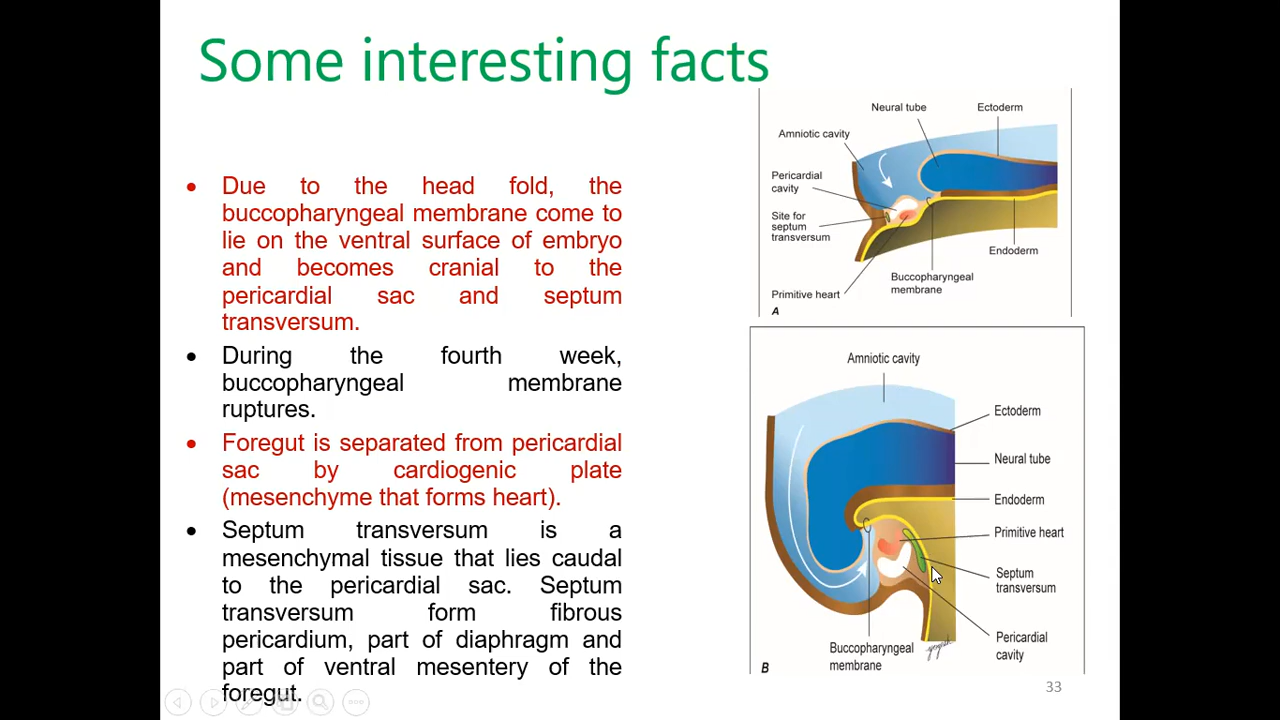 Some interesting facts
• Due to the head fold, the
buccopharyngeal membrane come to
lie on the ventral surface of embryo
and becomes cranial to the
pericardial sac and septum
transversum.
• During the fourth week,
buccopharyngeal membrane
ruptures.
• Foregut is separated from pericardial
sac by cardiogenic plate
(mesenchyme that forms heart).
• Septum transversum is a
mesenchymal tissue that lies caudal
to the pericardial sac. Septum
transversum form fibrous
pericardium, part of diaphragm and
part of ventral mesentery of the
foregut.
Neural tube
Ectoderm
Amniotic cavity
Pericardial
cavity
Site for
septum
transversum
Endoderm
Buccopharyngeal
membrane
Primitive heart
A
Amniotic cavity
Ectoderm
Neural tube
Endoderm
Primitive heart
Septum
transversum
Pericardial
cavity
Buccopharyngeal
membrane
B
33